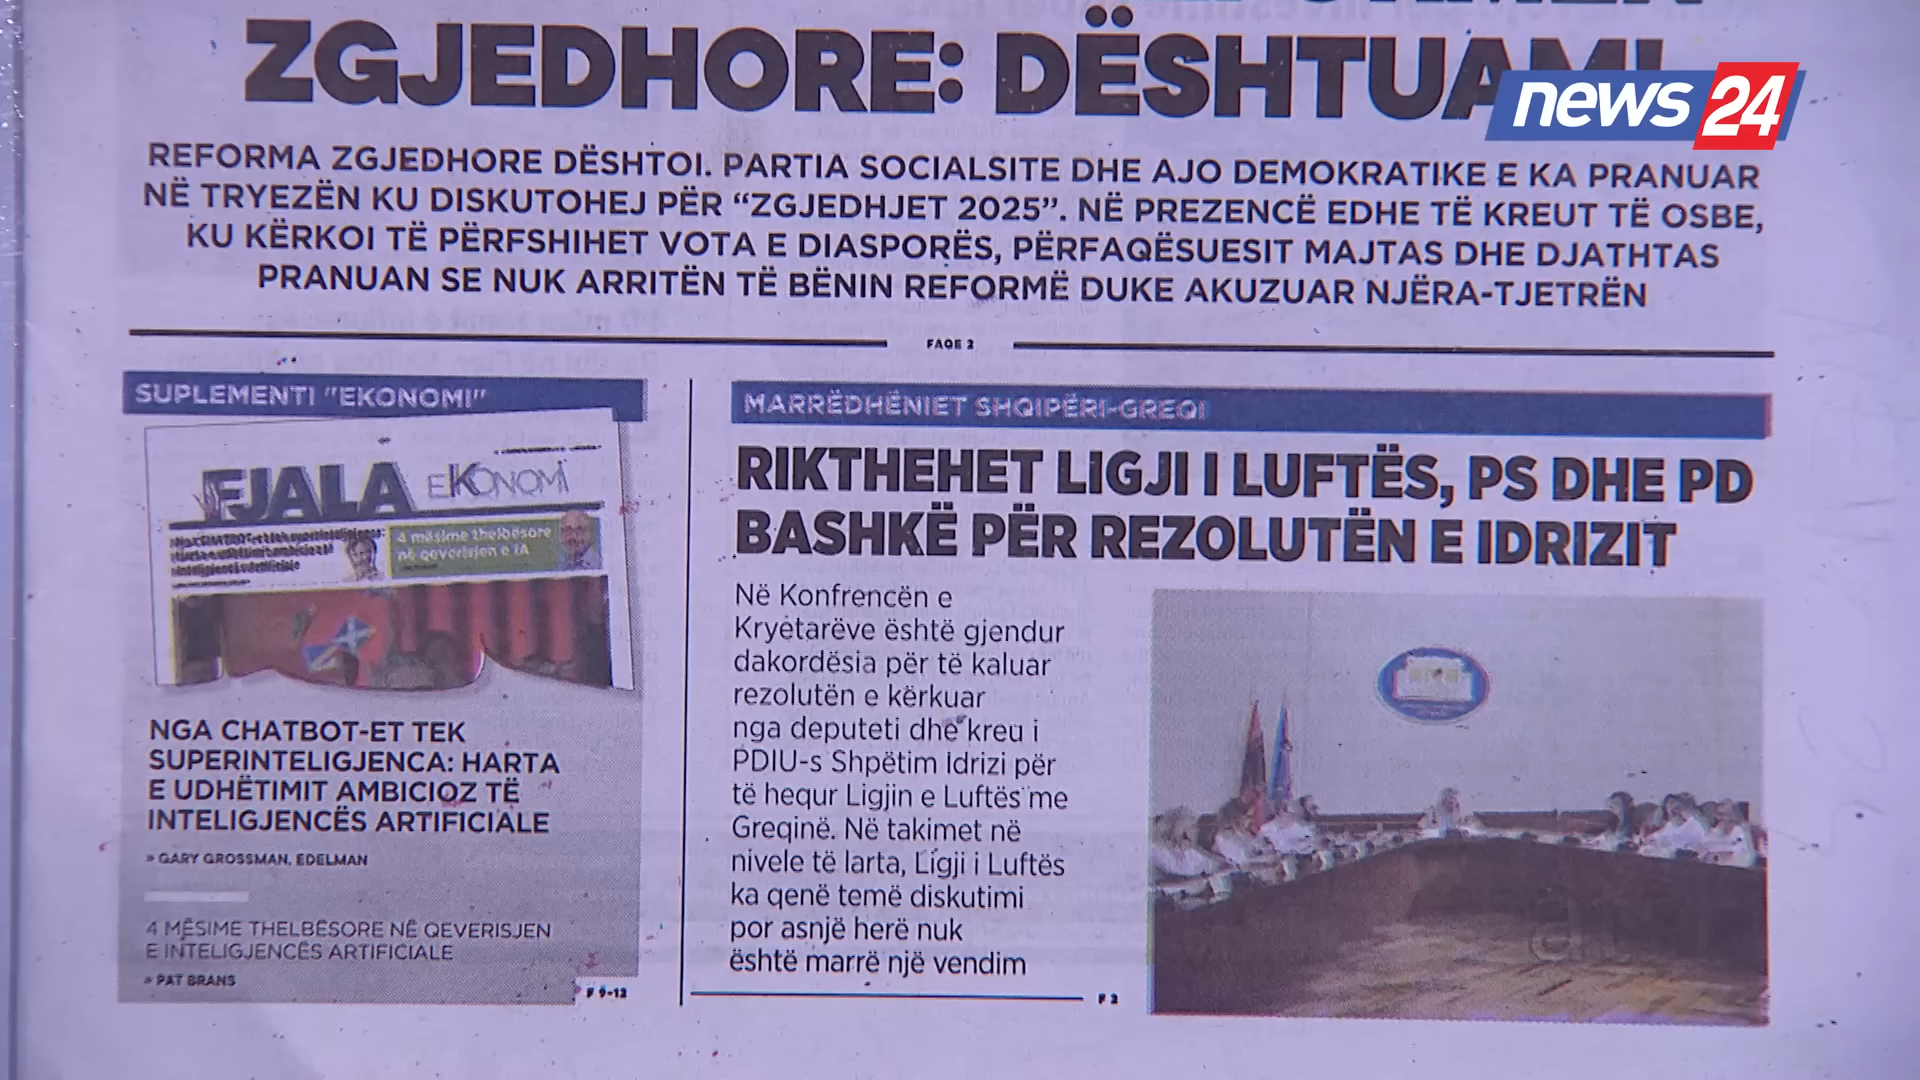 ZGJEDHORE: DËSHTUAM!
news 24
REFORMA ZGJEDHORE DËSHTOI. PARTIA SOCIALSITE DHE AJO DEMOKRATIKE E KA PRANUAR
NË TRYEZËN KU DISKUTOHEJ PËR “ZGJEDHJET 2025”. NË PREZENCË EDHE TË KREUT TË OSBE,
KU KËRKOI TË PËRFSHIHET VOTA E DIASPORËS, PËRFAQËSUESIT MAJTAS DHE DJATHTAS
PRANUAN SE NUK ARRITËN TË BËNIN REFORMË DUKE AKUZUAR NJËRA-TJETRËN
FAQE 2
SUPLEMENTI "EKONOMI"
FJALA EKONOMI
4 mësime thelbësore
në qeverisjen e IA
NGA CHATBOT-ET TEK
SUPERINTELIGJENCA: HARTA
E UDHËTIMIT AMBICIOZ TË
INTELIGJENCËS ARTIFICIALE
» GARY GROSSMAN, EDELMAN
4 MËSIME THELBËSORE NË QEVERISJEN
E INTELIGJENCËS ARTIFICIALE
» PAT BRANS
F 9-12
MARRËDHËNIET SHQIPËRI-GREQI
RIKTHEHET LIGJI I LUFTËS, PS DHE PD
BASHKË PËR REZOLUTËN E IDRIZIT
Në Konfrencën e
Kryetarëve është gjendur
dakordësia për të kaluar
rezolutën e kërkuar
nga deputeti dhe kreu i
PDIU-s Shpëtim Idrizi për
të hequr Ligjin e Luftës me
Greqinë. Në takimet në
nivele të larta, Ligji i Luftës
ka qenë temë diskutimi
por asnjë herë nuk
është marrë një vendim
F 2